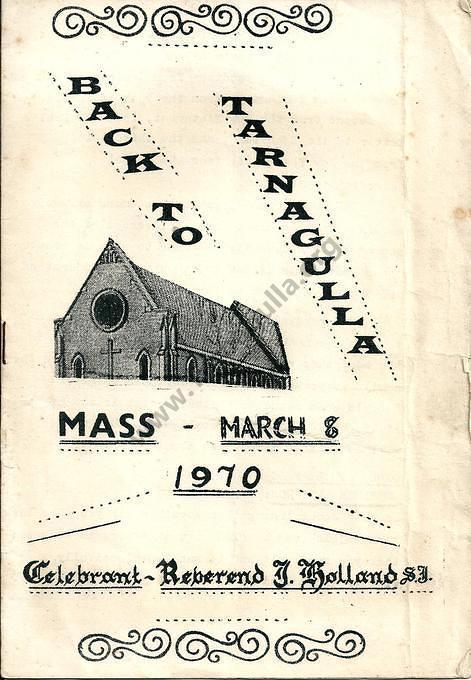 BACK TO
TARNAGULLA
MASS - MARCH 8
1970
Celebrant - Reverend J. Holland S.J.